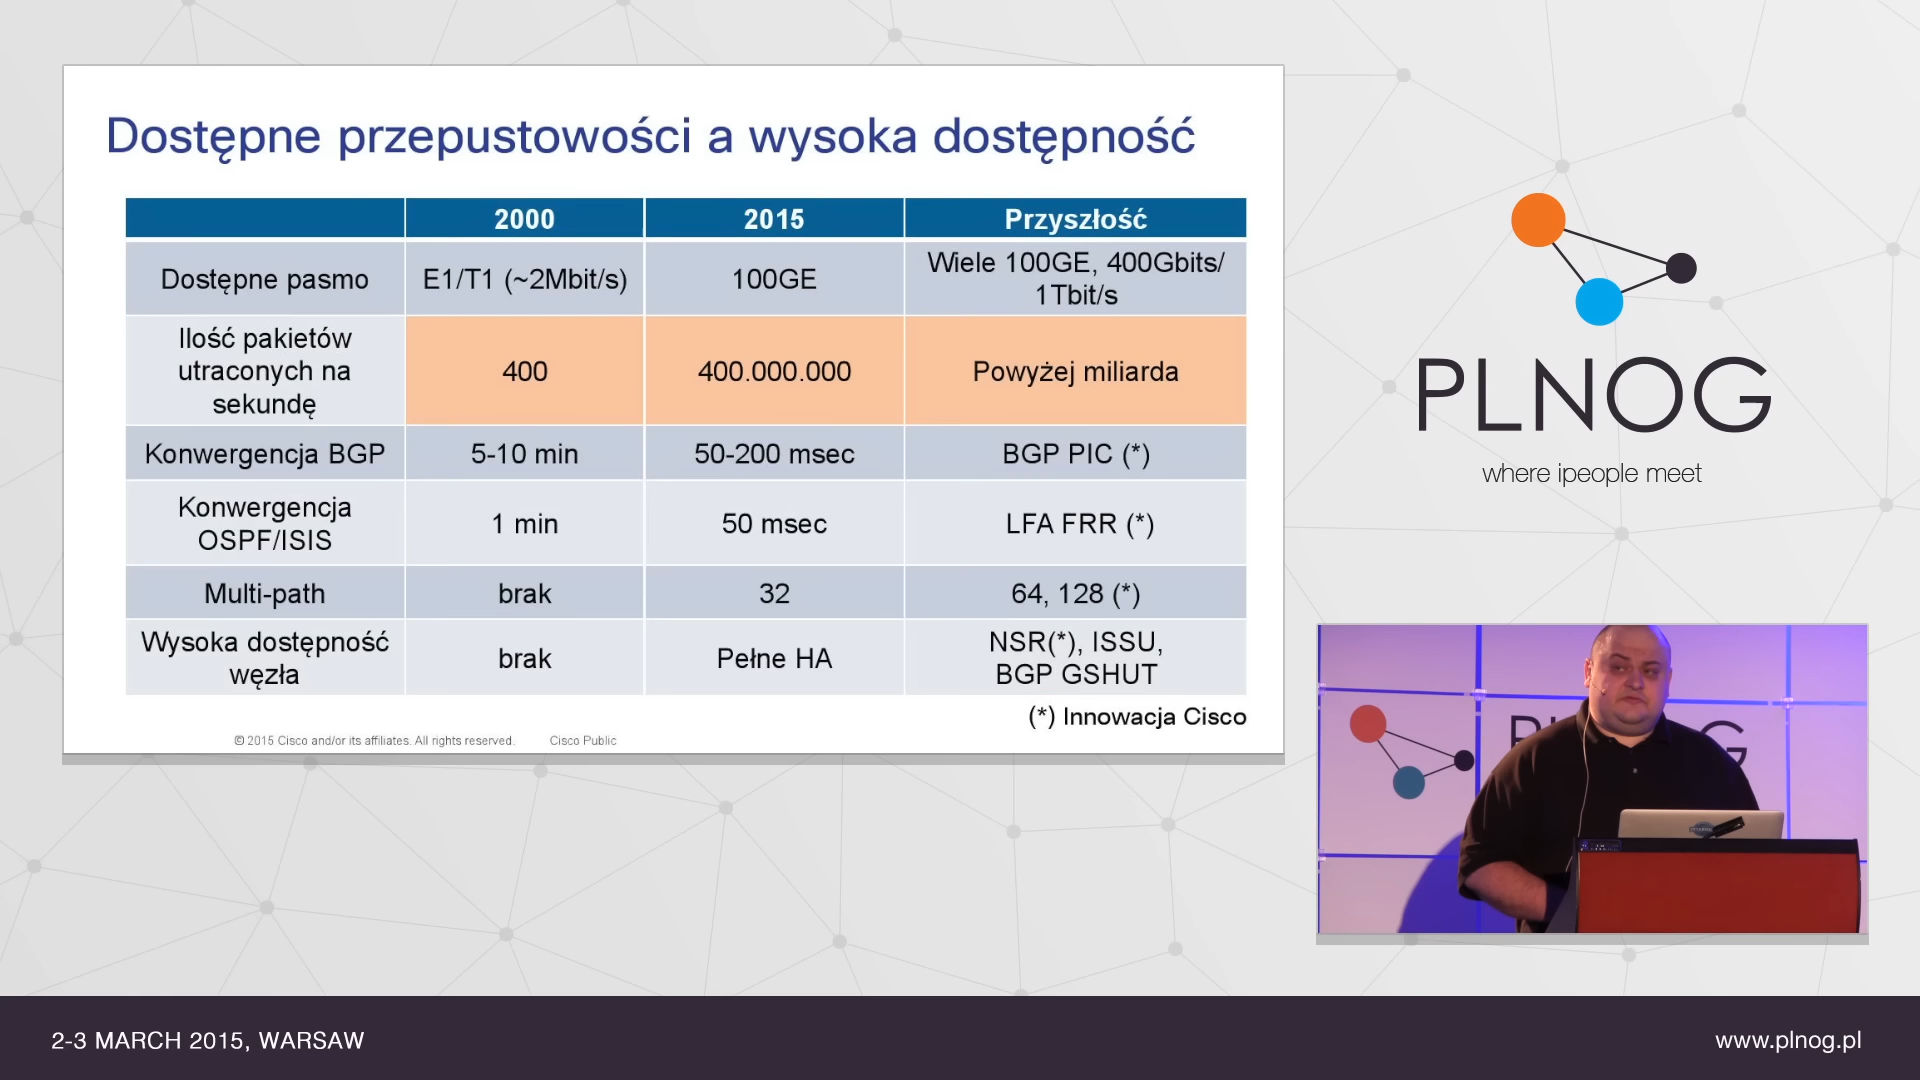 Dostępne przepustowości a wysoka dostępność
2000
2015
Przyszłość
Dostępne pasmo
E1/T1 (~2Mbit/s)
100GE
Wiele 100GE, 400Gbits/
1Tbit/s
Ilość pakietów
utraconych na
sekundę
400
400.000.000
Powyżej miliarda
Konwergencja BGP
5-10 min
50-200 msec
BGP PIC (*)
Konwergencja
OSPF/ISIS
1 min
50 msec
LFA FRR (*)
Multi-path
brak
32
64, 128 (*)
Wysoka dostępność
węzła
brak
Pełne HA
NSR(*), ISSU,
BGP GSHUT
(*) Innowacja Cisco
© 2015 Cisco and/or its affiliates. All rights reserved.
Cisco Public
PLNOG
where ipeople meet
2-3 MARCH 2015, WARSAW
www.plnog.pl